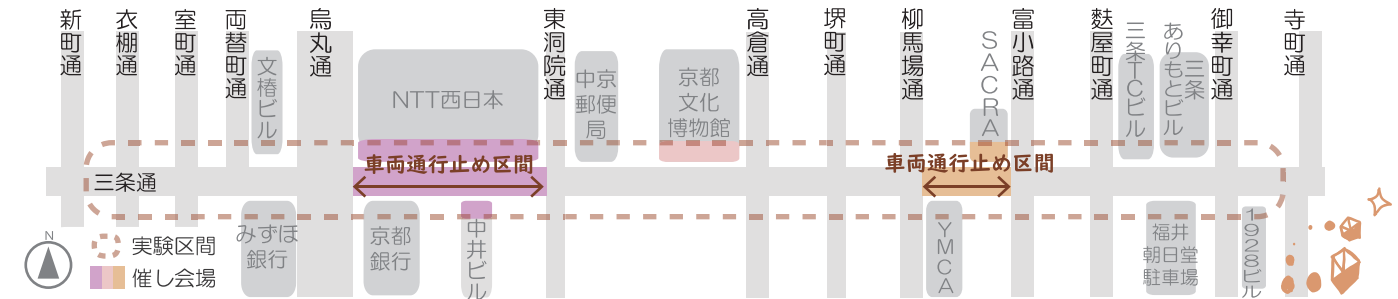 新町通
衣棚通
室町通
両替町通
烏丸通
東洞院通
高倉通
堺町通
柳馬場通
富小路通
麩屋町通
御幸町通
寺町通
文椿ビル
NTT西日本
中京
郵便
局
京都
文化
博物館
SACRA
三条TCビル
三条
ありもとビル
車両通行止め区間
車両通行止め区間
三条通
みずほ
銀行
京都
銀行
中井ビル
YMCA
福井
朝日堂
駐車場
1928ビル
N
実験区間
催し会場